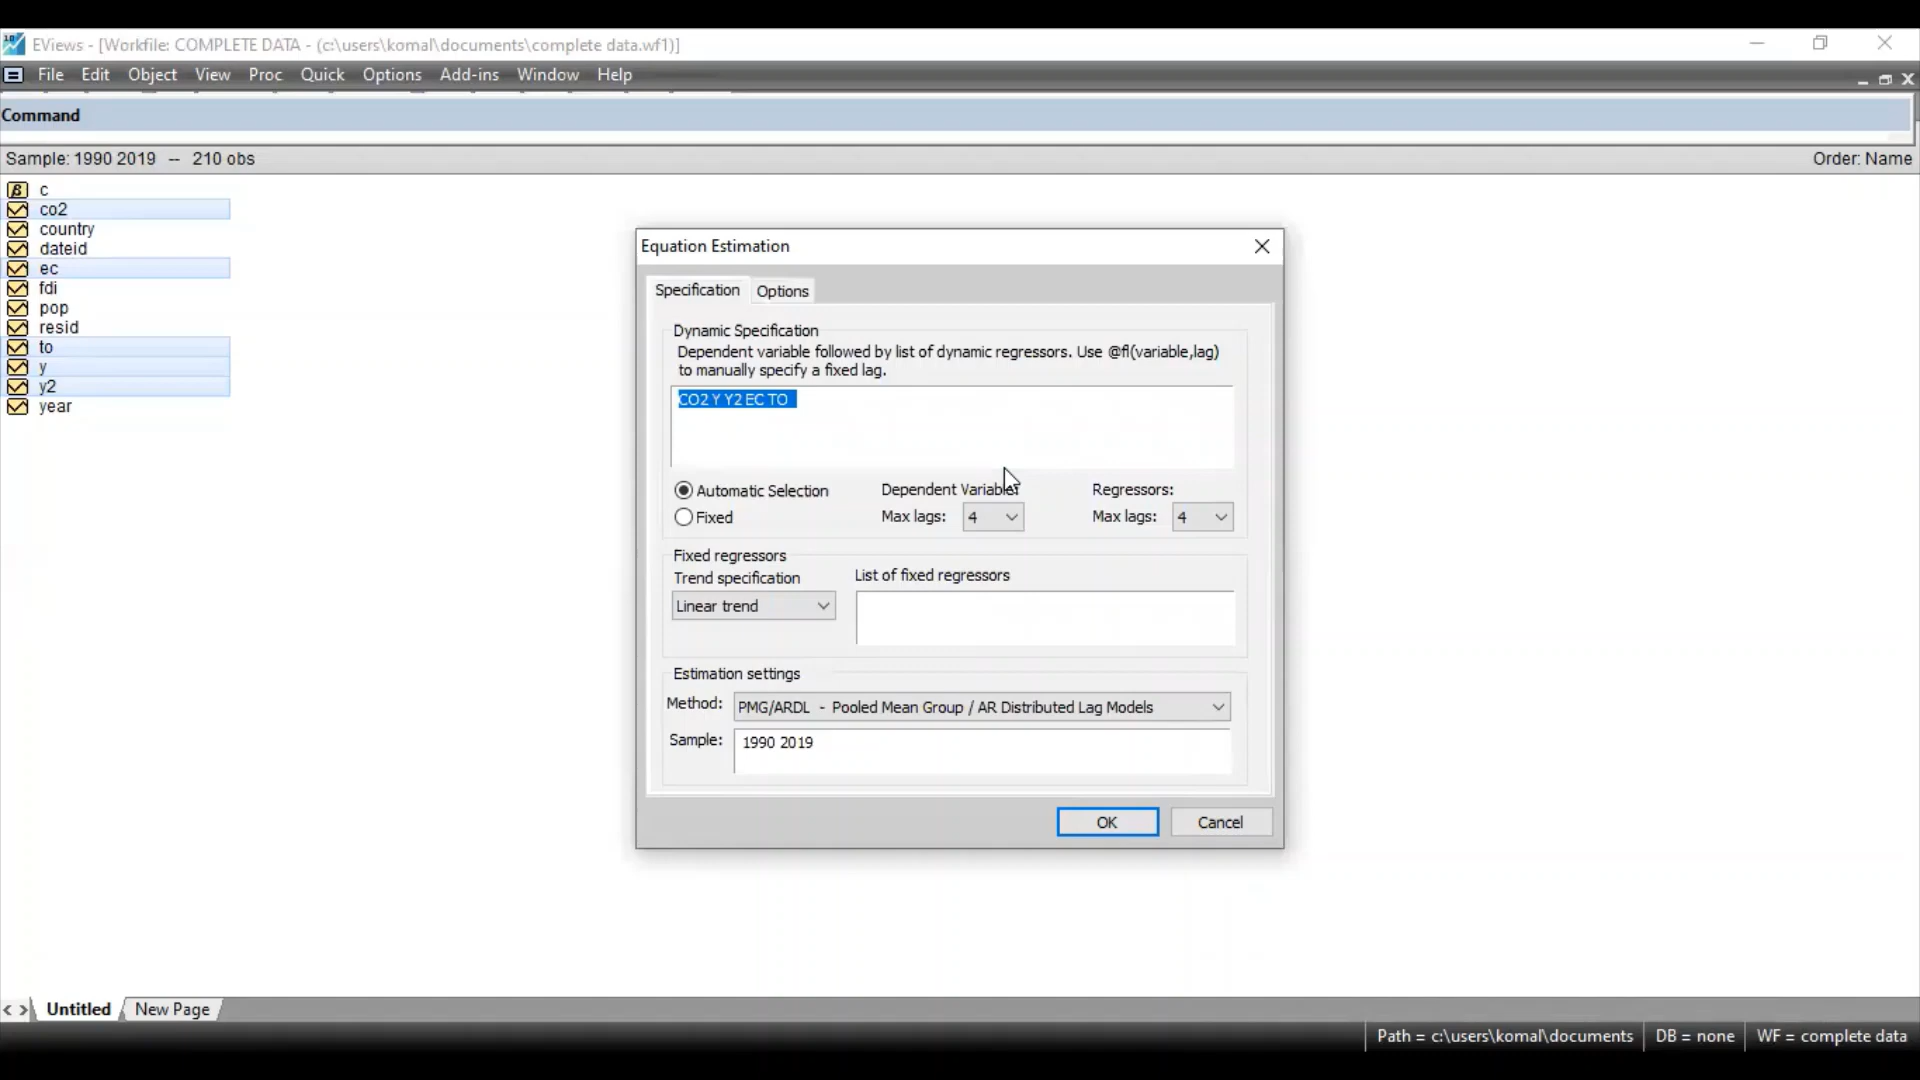 EViews - [Workfile: COMPLETE DATA - (c:\users\komal\documents\complete data.wf1)]
File Edit Object View Proc Quick Options Add-ins Window Help
Command
Sample: 1990 2019 -- 210 obs Order: Name
c
co2
country
dateid
ec
fdi
pop
resid
to
y
y2
year
Equation Estimation
Specification Options
Dynamic Specification
Dependent variable followed by list of dynamic regressors. Use @fl(variable,lag)
to manually specify a fixed lag.
CO2 Y Y2 EC TO
Automatic Selection Dependent Variable: Regressors:
Fixed Max lags: 4 Max lags: 4
Fixed regressors
Trend specification List of fixed regressors
Linear trend
Estimation settings
Method: PMG/ARDL - Pooled Mean Group / AR Distributed Lag Models
Sample: 1990 2019
OK Cancel
< > Untitled New Page
Path = c:\users\komal\documents DB = none WF = complete data